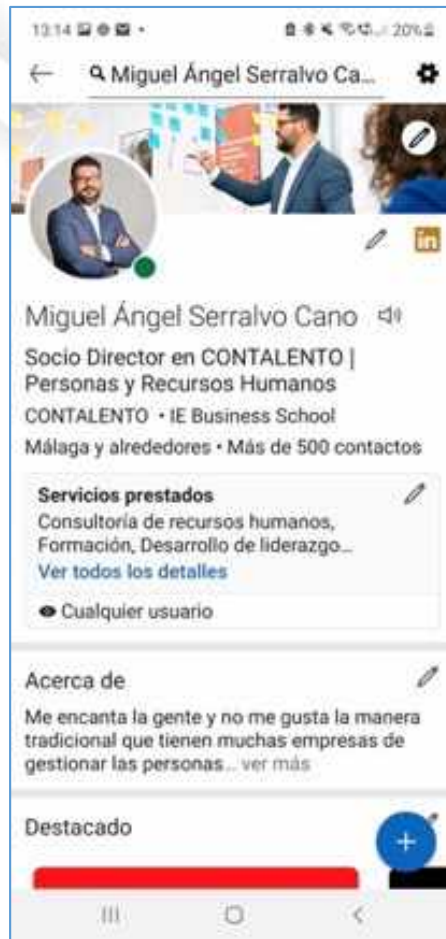 13:14
20%
Miguel Ángel Serralvo Ca...
in
Miguel Ángel Serralvo Cano
Socio Director en CONTALENTO |
Personas y Recursos Humanos
CONTALENTO • IE Business School
Málaga y alrededores • Más de 500 contactos
Servicios prestados
Consultoría de recursos humanos,
Formación, Desarrollo de liderazgo...
Ver todos los detalles
Cualquier usuario
Acerca de
Me encanta la gente y no me gusta la manera
tradicional que tienen muchas empresas de
gestionar las personas... ver más
Destacado